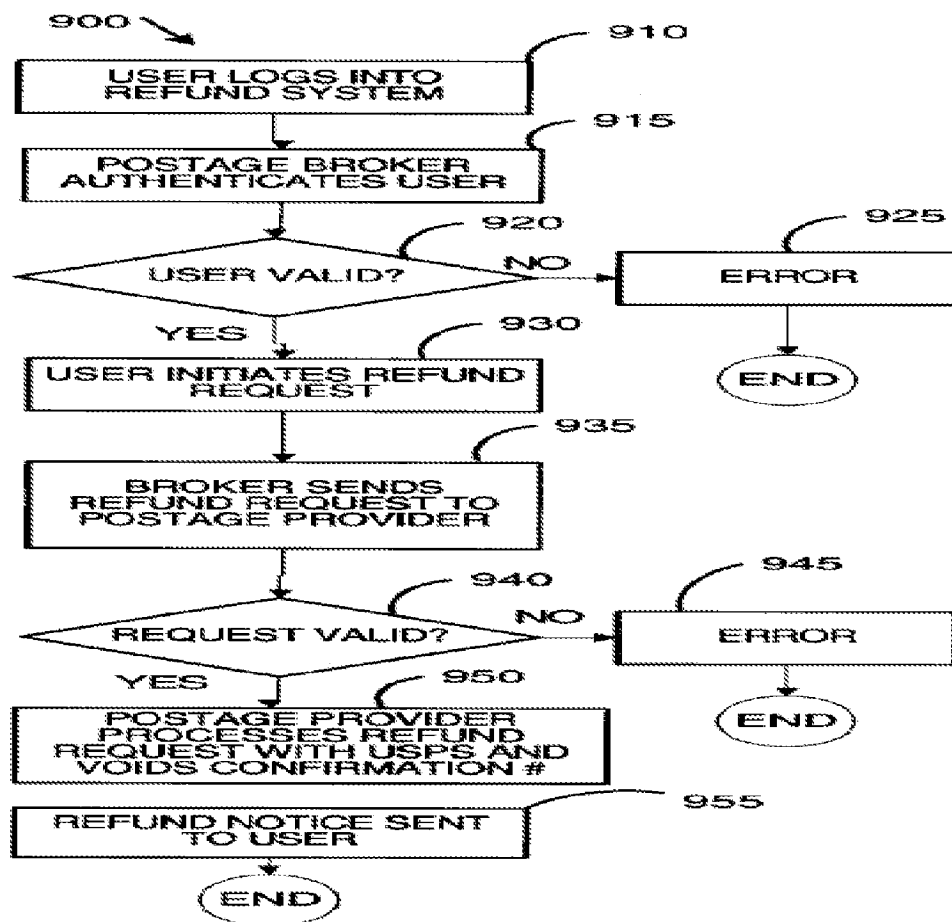 900
910
USER LOGS INTO
REFUND SYSTEM
915
POSTAGE BROKER
AUTHENTICATES USER
920
USER VALID?
NO
925
ERROR
END
YES
930
USER INITIATES REFUND
REQUEST
935
BROKER SENDS
REFUND REQUEST TO
POSTAGE PROVIDER
940
REQUEST VALID?
NO
945
ERROR
END
YES
950
POSTAGE PROVIDER
PROCESSES REFUND
REQUEST WITH USPS AND
VOIDS CONFIRMATION #
955
REFUND NOTICE SENT
TO USER
END